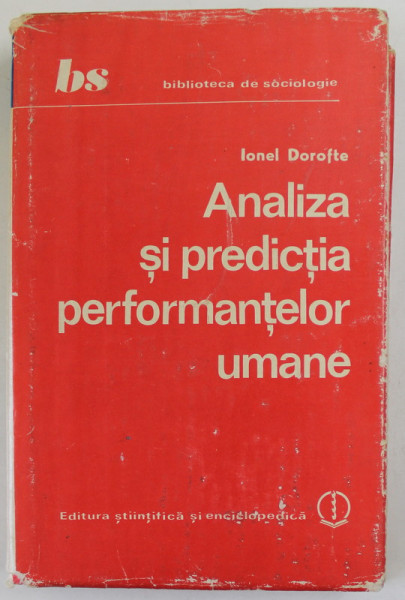 bs
biblioteca de sociologie
Ionel Dorofte
Analiza
și predicția
performanțelor
umane
Editura științifică și enciclopedică